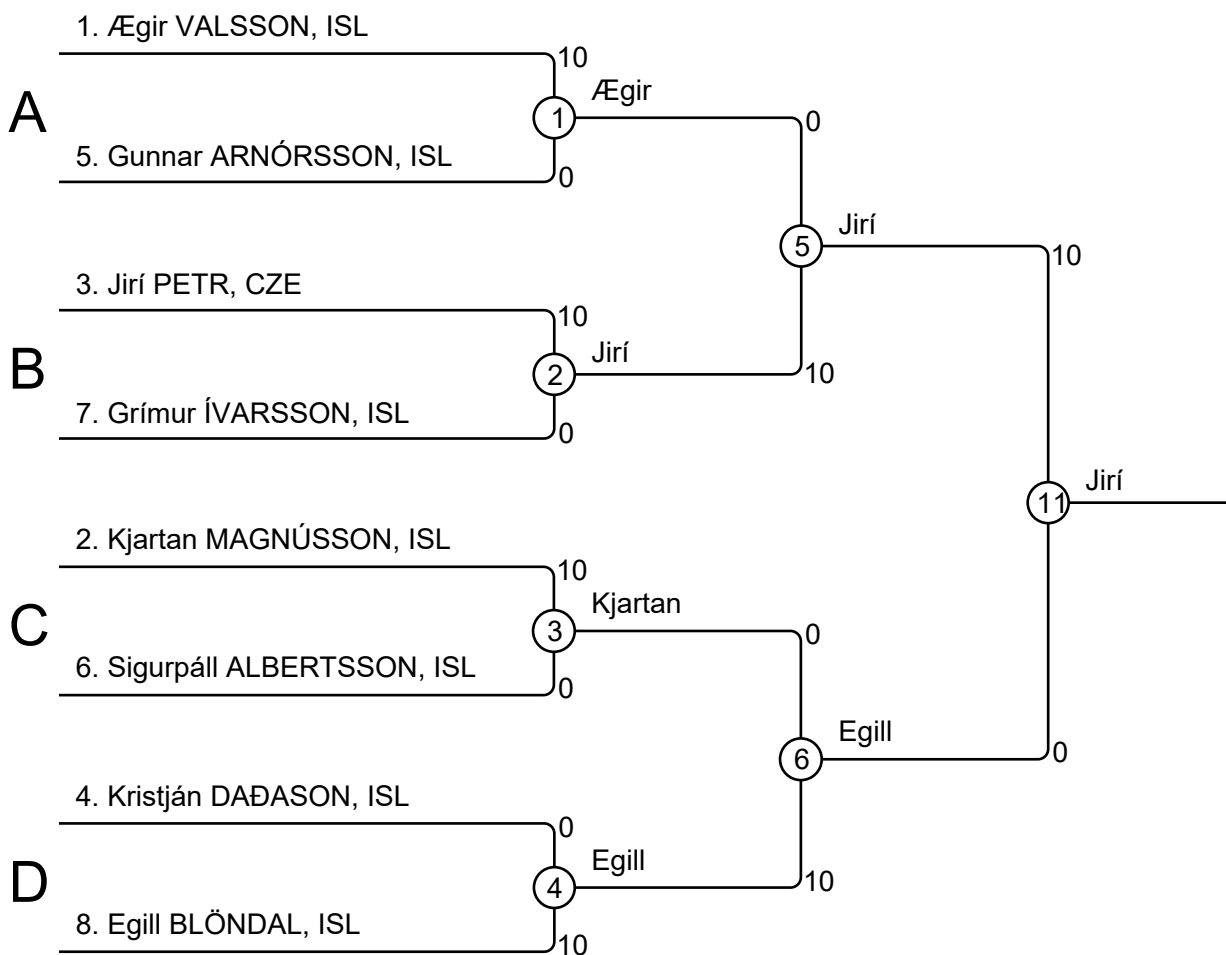 1. Ægir VALSSON, ISL
10
A
1
Ægir
0
5. Gunnar ARNÓRSSON, ISL
0
5
Jirí
10
3. Jirí PETR, CZE
10
B
2
Jirí
10
7. Grímur ÍVARSSON, ISL
0
11
Jirí
2. Kjartan MAGNÚSSON, ISL
10
C
3
Kjartan
0
6. Sigurpáll ALBERTSSON, ISL
0
6
Egill
0
4. Kristján DAÐASON, ISL
0
D
4
Egill
10
8. Egill BLÖNDAL, ISL
10